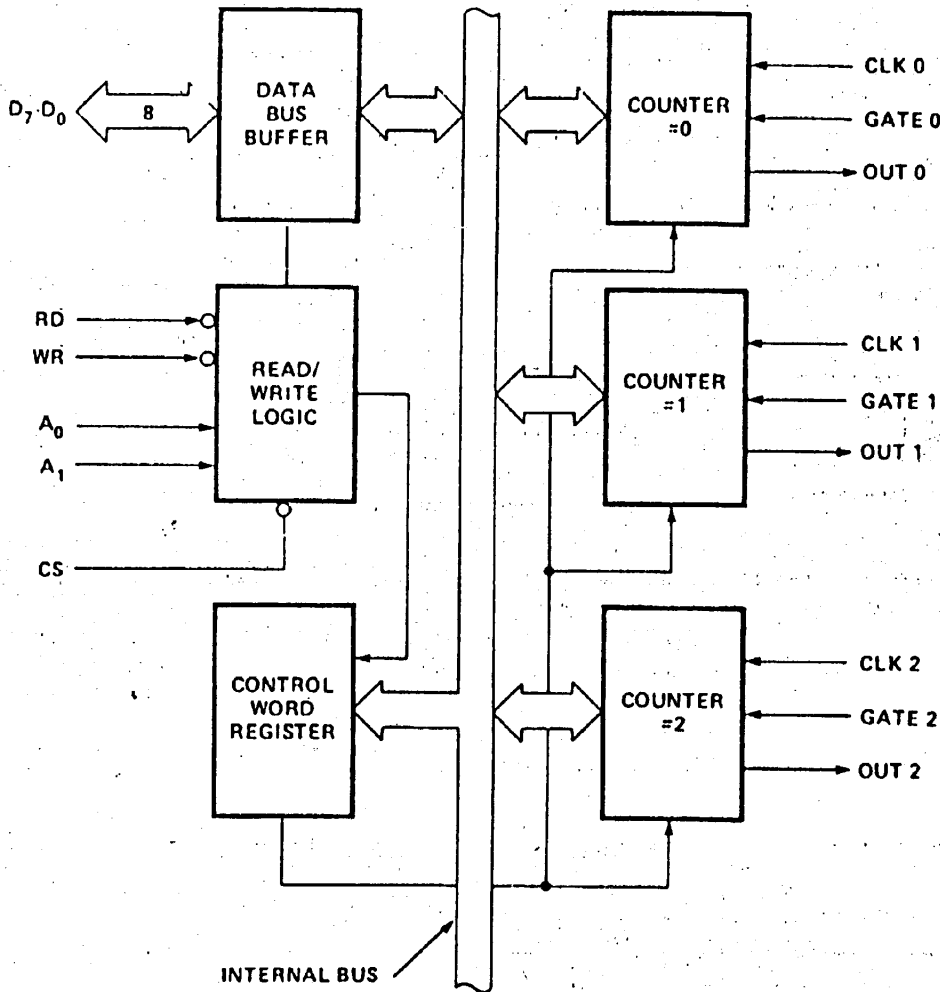 D7-D0
8
DATA
BUS
BUFFER
COUNTER
=0
CLK 0
GATE 0
OUT 0
RD
WR
A0
A1
CS
READ/
WRITE
LOGIC
COUNTER
=1
CLK 1
GATE 1
OUT 1
CONTROL
WORD
REGISTER
COUNTER
=2
CLK 2
GATE 2
OUT 2
INTERNAL BUS